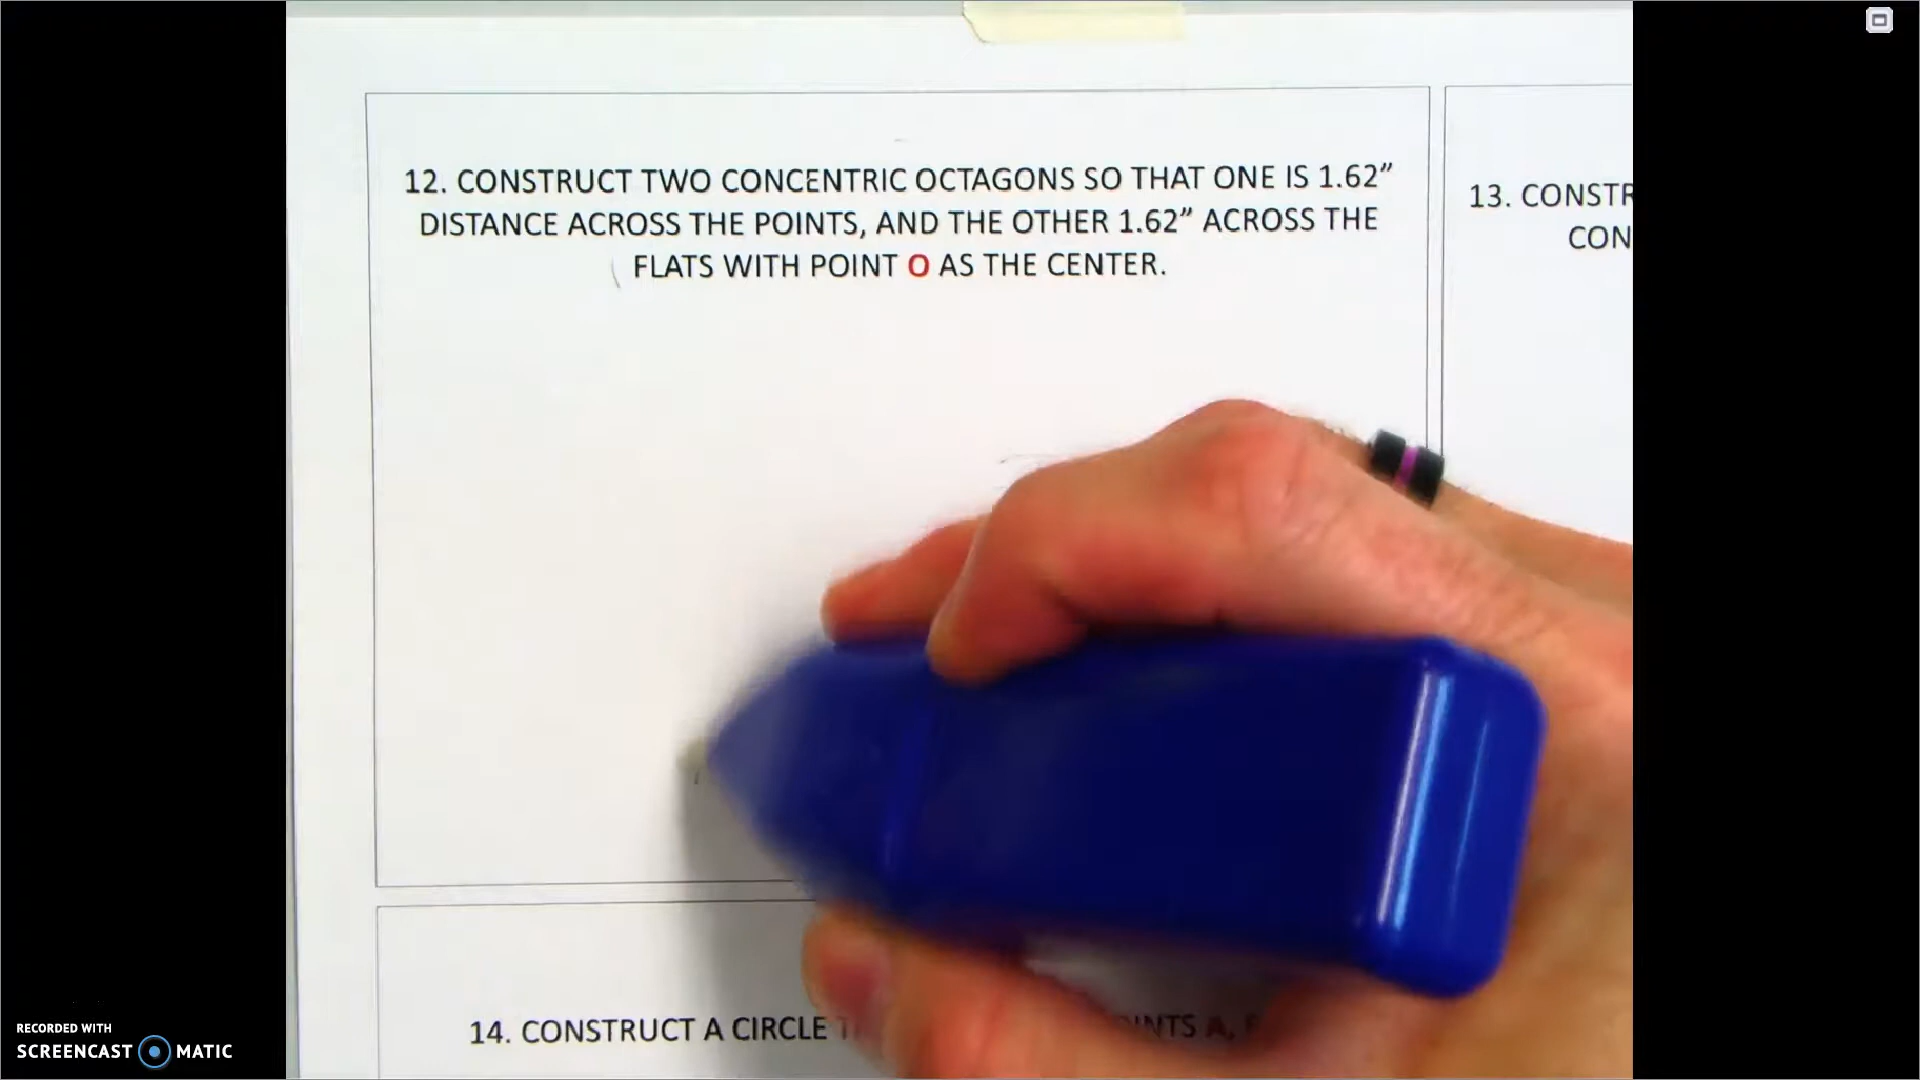 12. CONSTRUCT TWO CONCENTRIC OCTAGONS SO THAT ONE IS 1.62”
DISTANCE ACROSS THE POINTS, AND THE OTHER 1.62” ACROSS THE
FLATS WITH POINT O AS THE CENTER.
13. CONSTR
CON
14. CONSTRUCT A CIRCLE
A,
RECORDED WITH
SCREENCAST MATIC